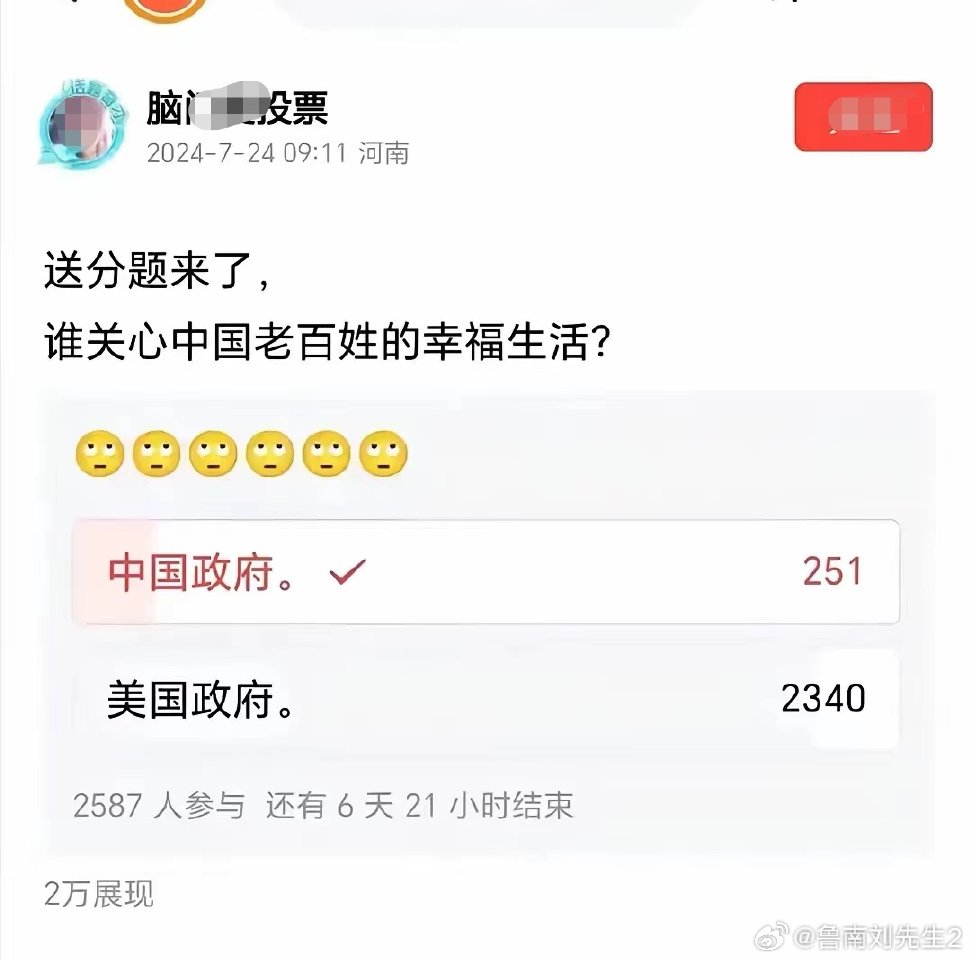 脑投票
2024-7-24 09:11 河南
送分题来了,
谁关心中国老百姓的幸福生活?
🙄🙄🙄🙄🙄🙄
中国政府。 ✓ 251
美国政府。 2340
2587 人参与 还有 6 天 21 小时结束
2万展现
@鲁南刘先生2